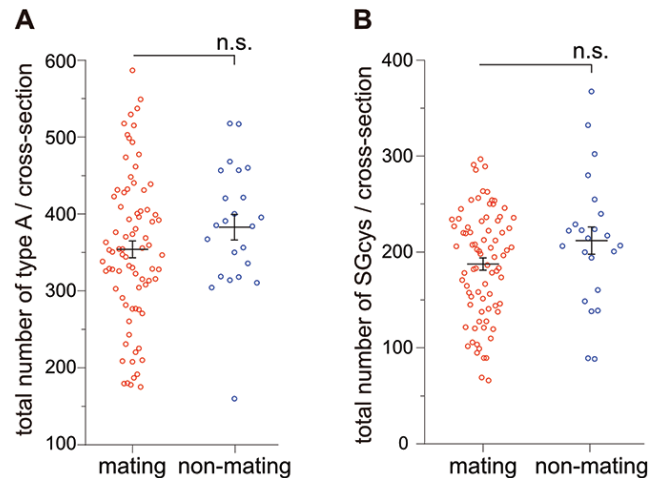 A
total number of type A / cross-section
600
500
400
300
200
100
n.s.
mating
non-mating
B
total number of SGcys / cross-section
400
300
200
100
0
n.s.
mating
non-mating